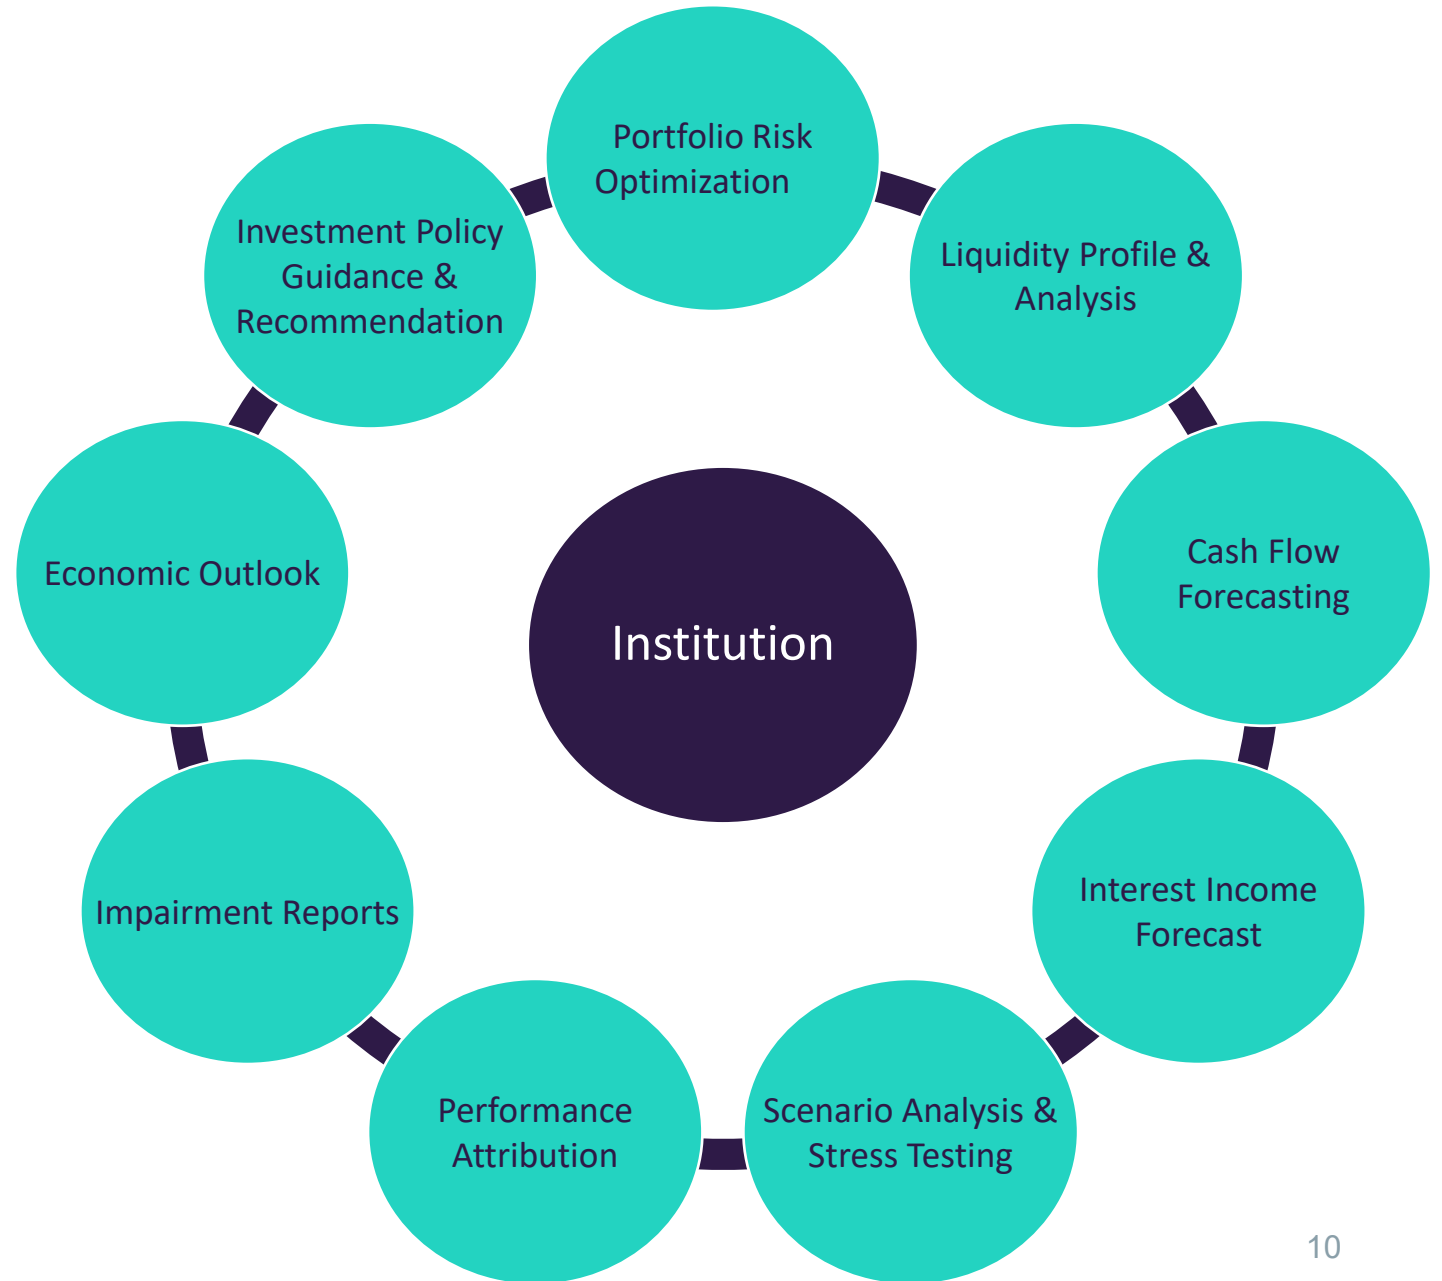 Portfolio Risk
Optimization
Liquidity Profile &
Analysis
Cash Flow
Forecasting
Interest Income
Forecast
Scenario Analysis &
Stress Testing
Performance
Attribution
Impairment Reports
Economic Outlook
Investment Policy
Guidance &
Recommendation
Institution
10